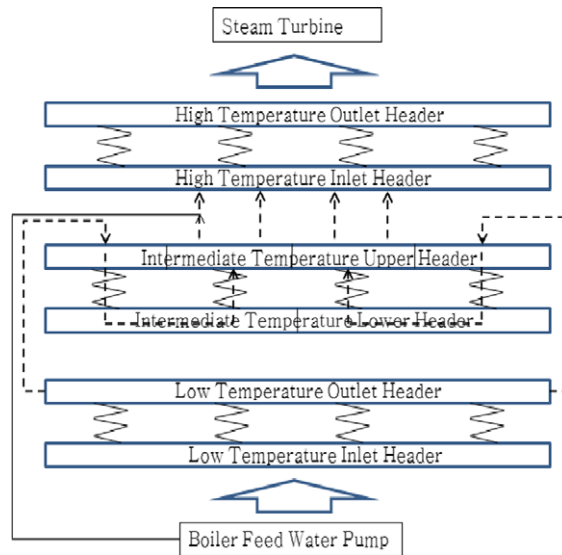 Steam Turbine
High Temperature Outlet Header
High Temperature Inlet Header
Intermediate Temperature Upper Header
Intermediate Temperature Lower Header
Low Temperature Outlet Header
Low Temperature Inlet Header
Boiler Feed Water Pump